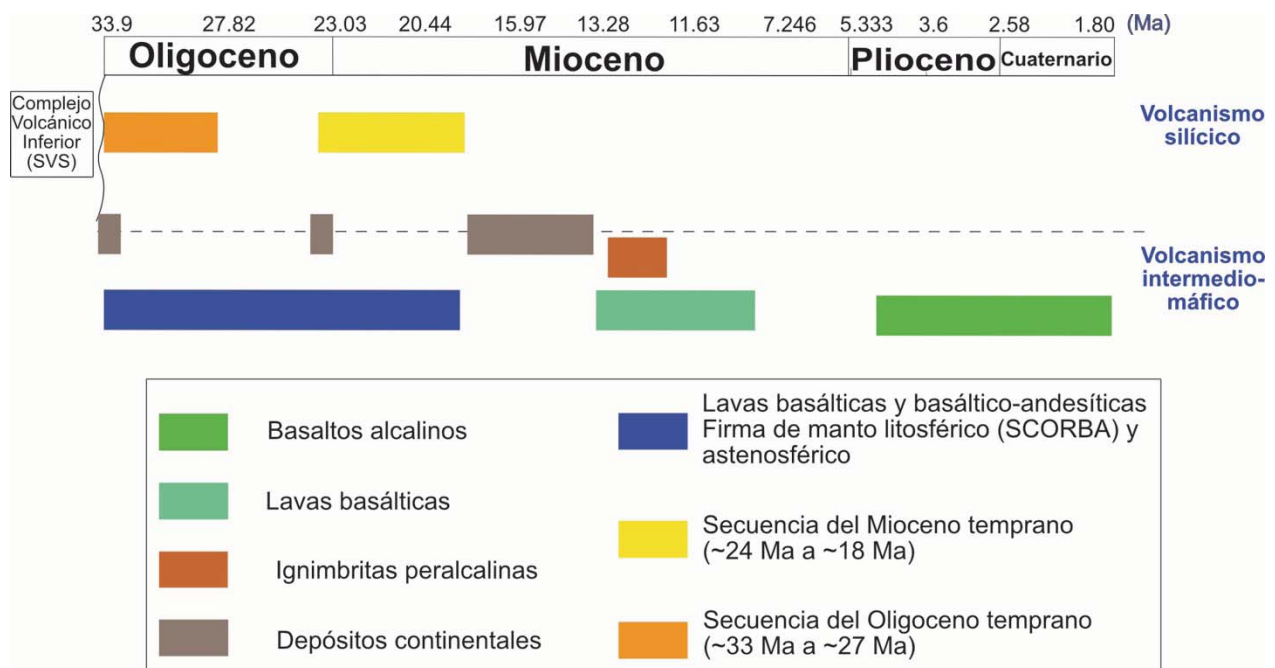 33.9 27.82 23.03 20.44 15.97 13.28 11.63 7.246 5.333 3.6 2.58 1.80 (Ma)
Oligoceno Mioceno Plioceno Cuaternario
Complejo
Volcánico
Inferior
(SVS)
Volcanismo
silícico
Volcanismo
intermedio-
máfico
Basaltos alcalinos
Lavas basálticas
Ignimbritas peralcalinas
Depósitos continentales
Lavas basálticas y basáltico-andesíticas
Firma de manto litosférico (SCORBA) y
astenosférico
Secuencia del Mioceno temprano
(~24 Ma a ~18 Ma)
Secuencia del Oligoceno temprano
(~33 Ma a ~27 Ma)